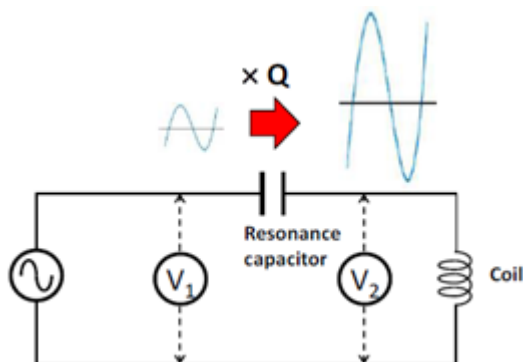 × Q
Resonance
capacitor
V1
V2
Coil